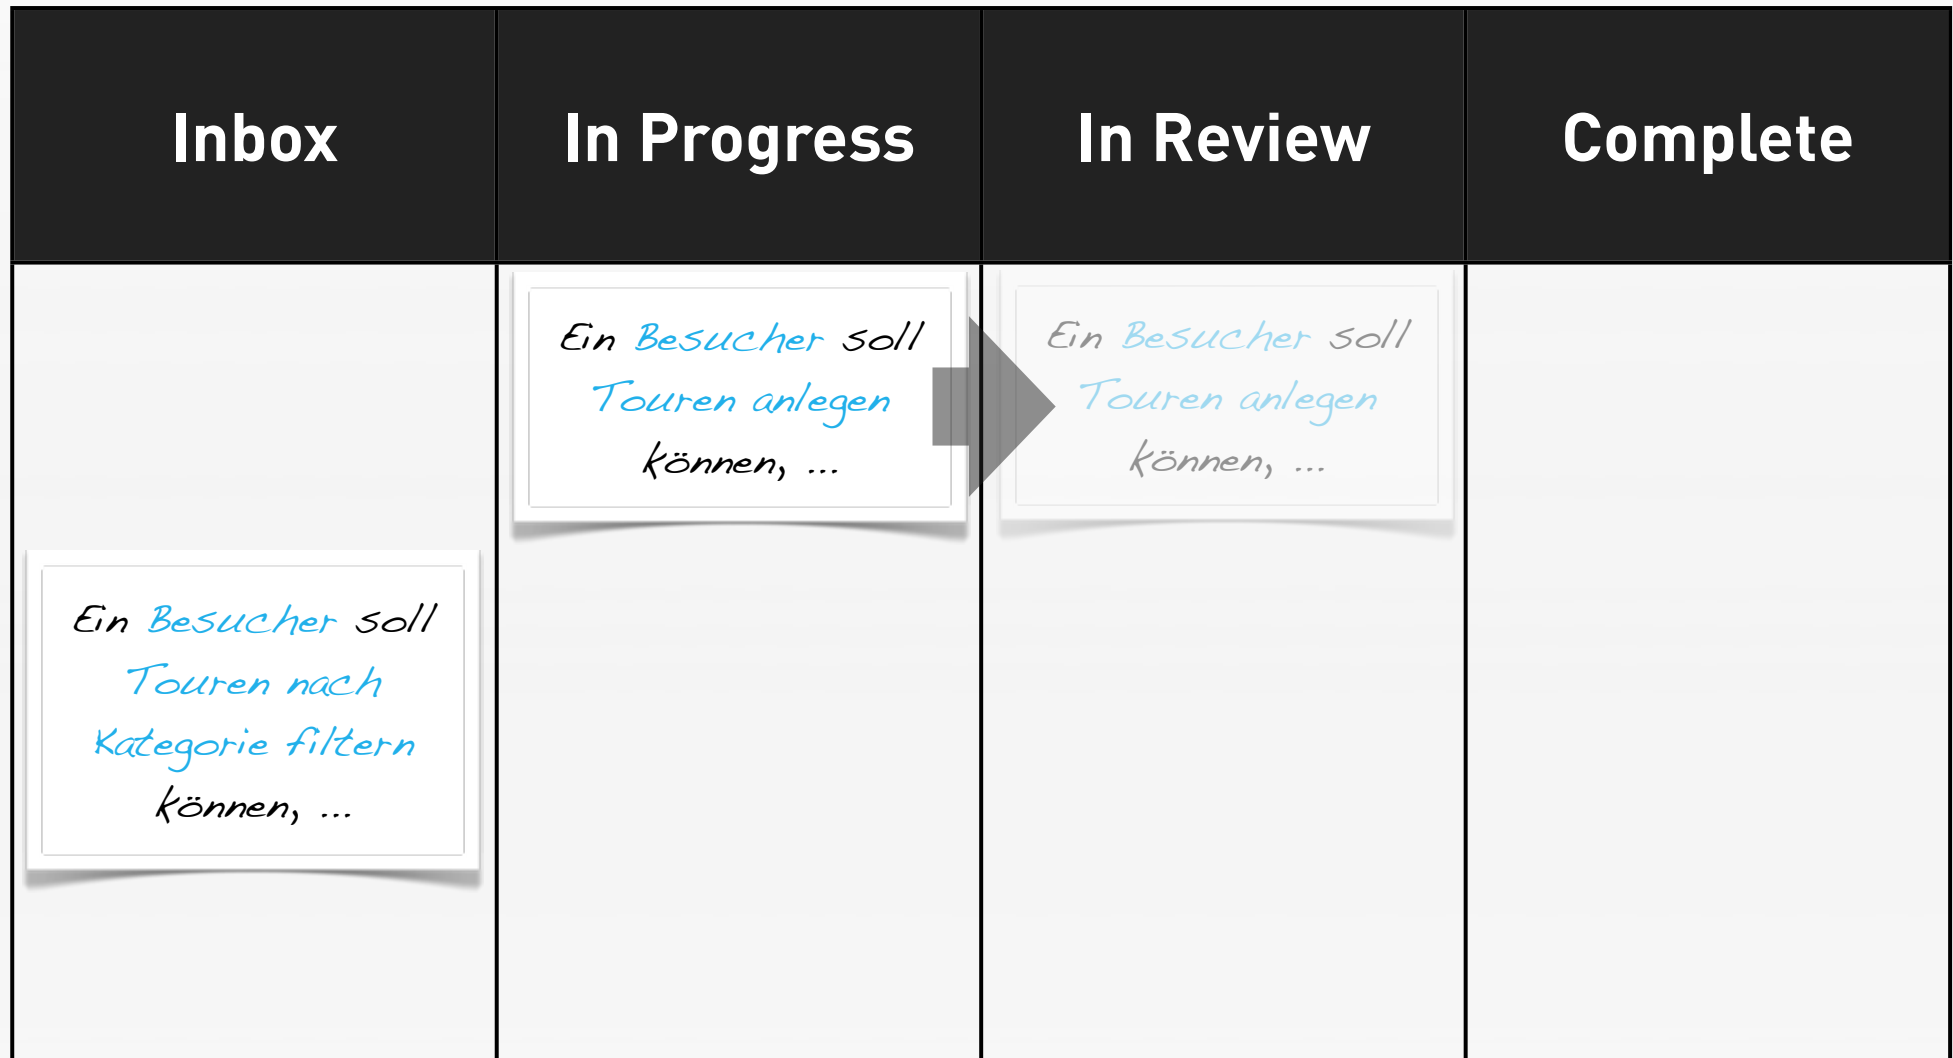 Inbox
In Progress
In Review
Complete
Ein Besucher soll
Touren anlegen
können, ...
Ein Besucher soll
Touren anlegen
können, ...
Ein Besucher soll
Touren nach
Kategorie filtern
können, ...